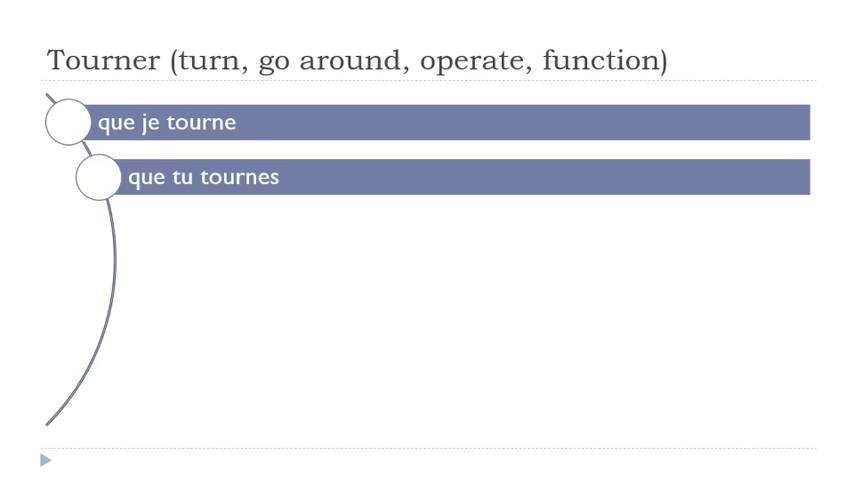 Tourner (turn, go around, operate, function)
que je tourne
que tu tournes